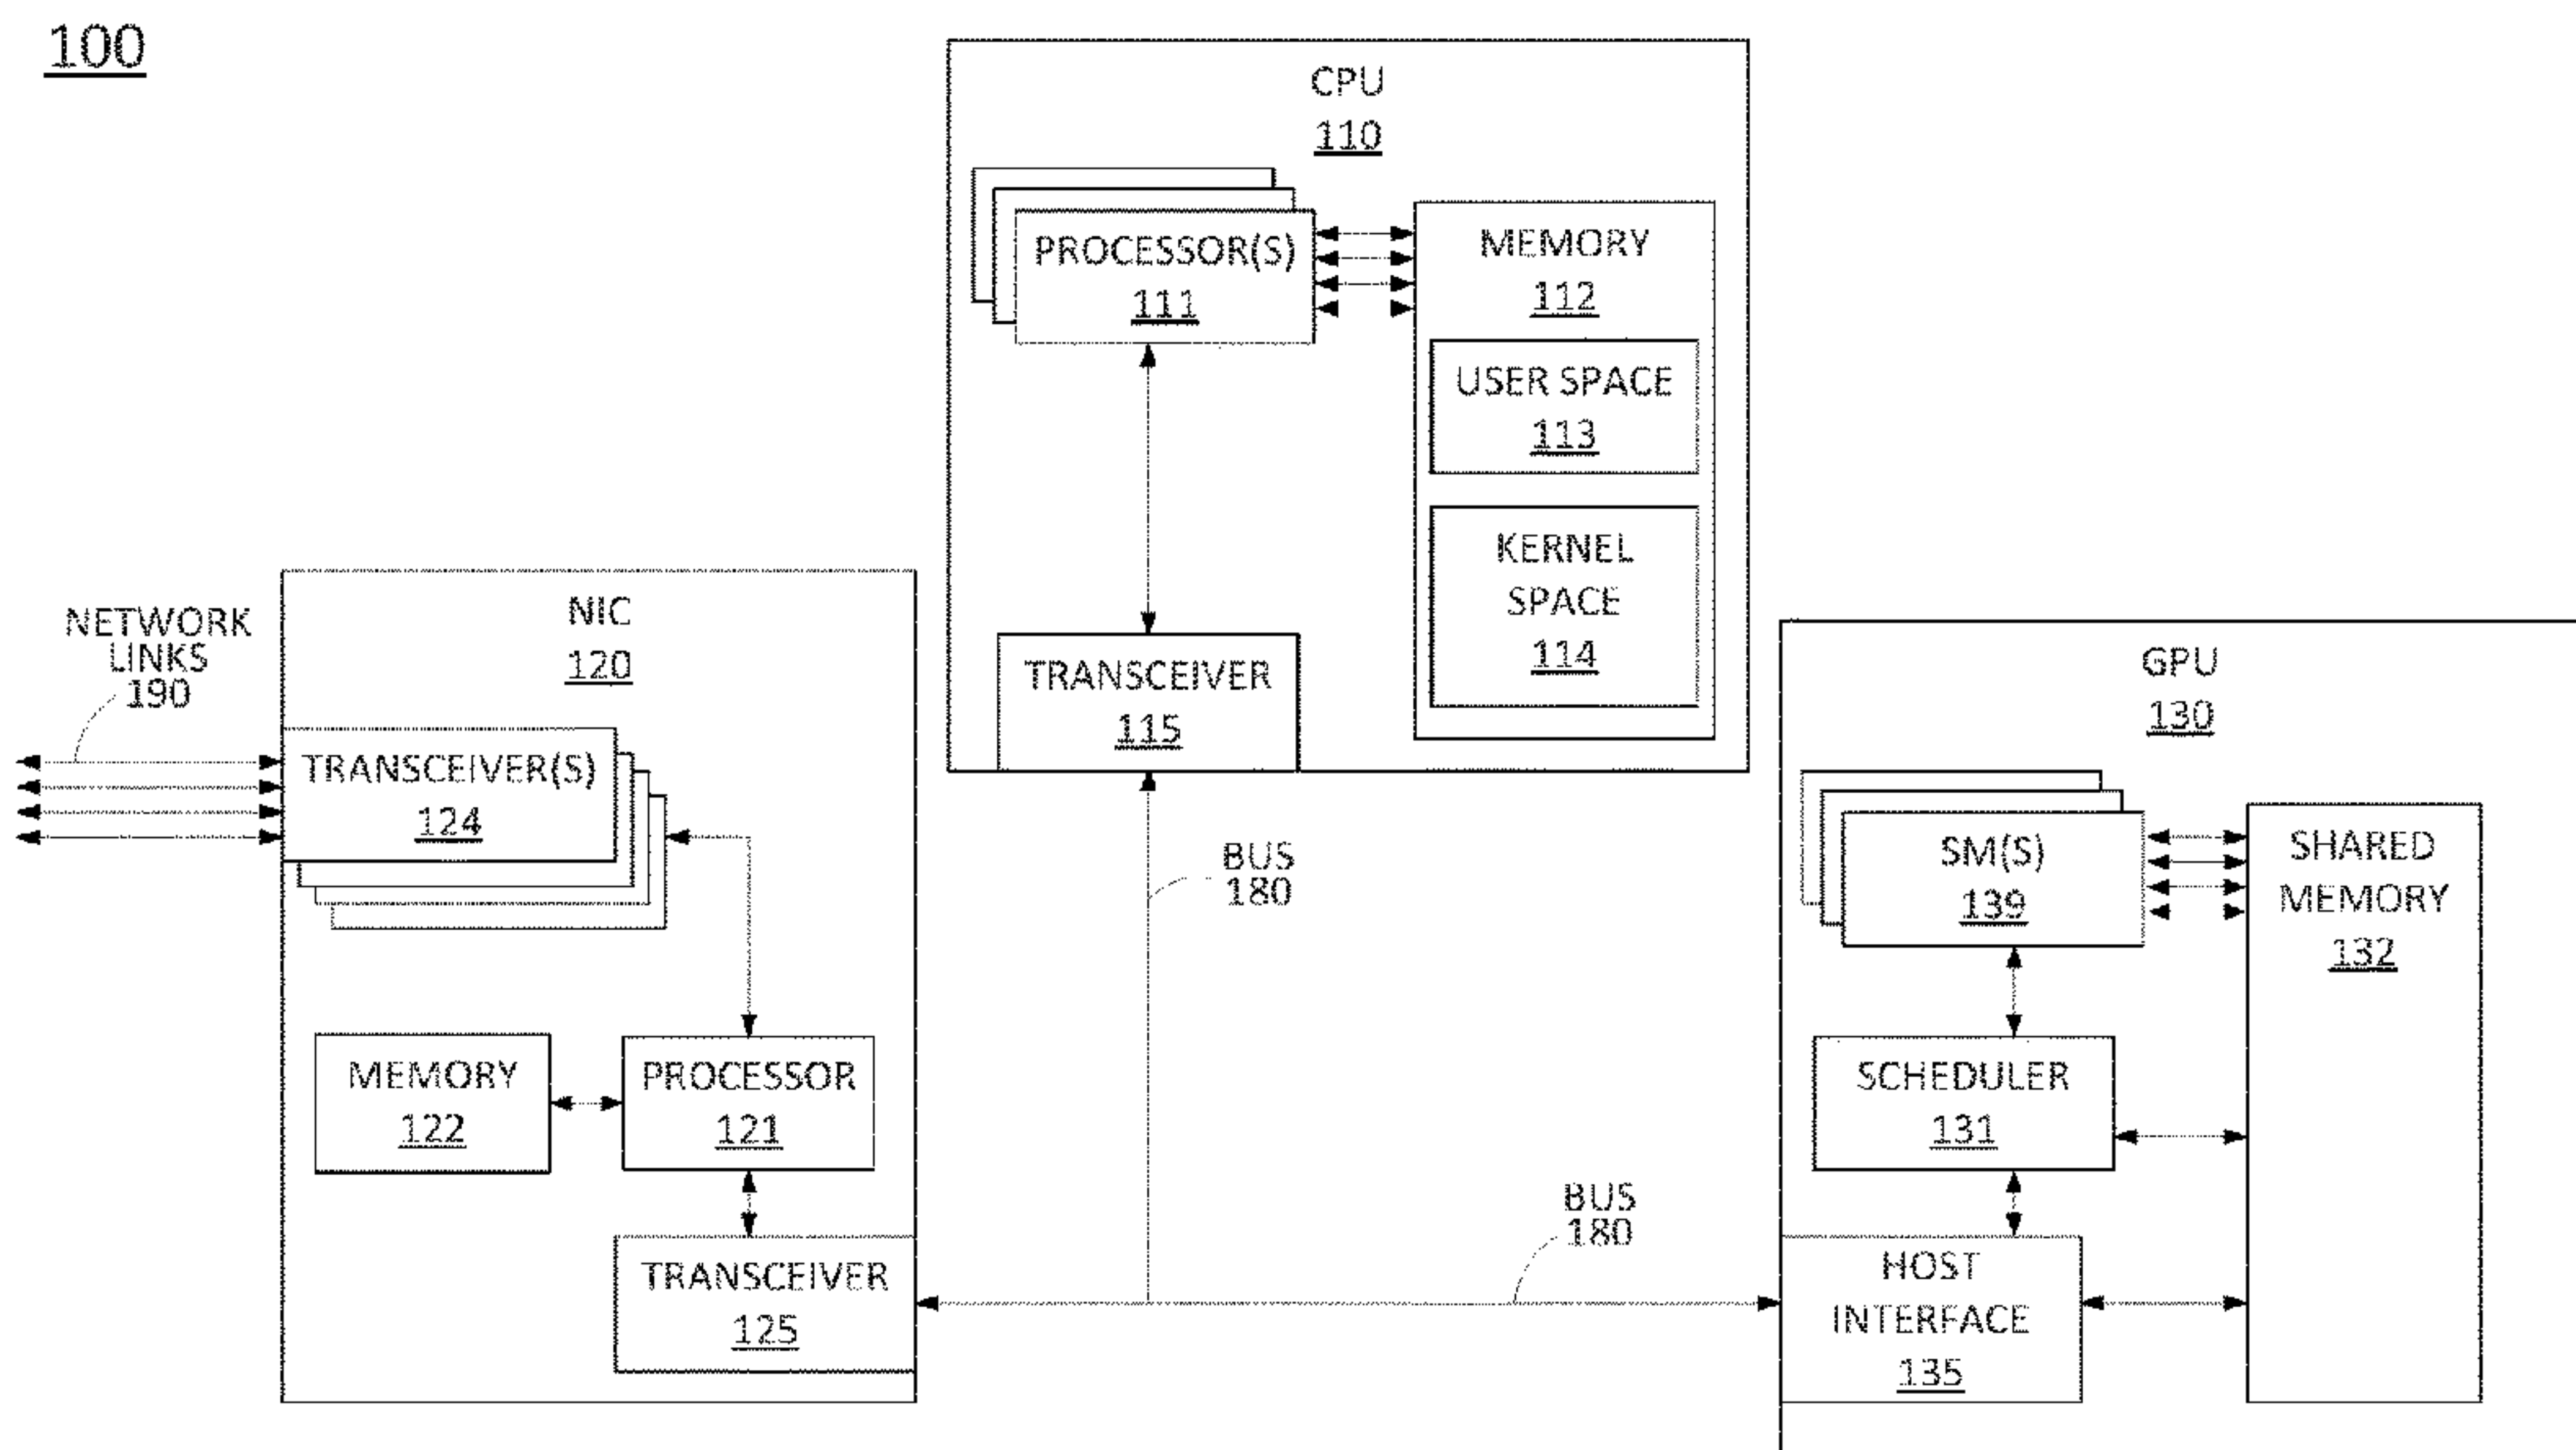 100
CPU
110
PROCESSOR(S)
111
MEMORY
112
USER SPACE
113
KERNEL
SPACE
114
TRANSCEIVER
115
NETWORK
LINKS
190
NIC
120
TRANSCEIVER(S)
124
MEMORY
122
PROCESSOR
121
TRANSCEIVER
125
BUS
180
BUS
180
GPU
130
SM(S)
139
SHARED
MEMORY
132
SCHEDULER
131
HOST
INTERFACE
135